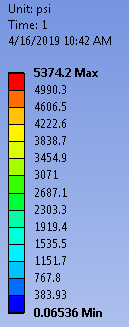 Unit: psi
Time: 1
4/16/2019 10:42 AM
5374.2 Max
4990.3
4606.5
4222.6
3838.7
3454.9
3071
2687.1
2303.3
1919.4
1535.5
1151.7
767.8
383.93
0.06536 Min